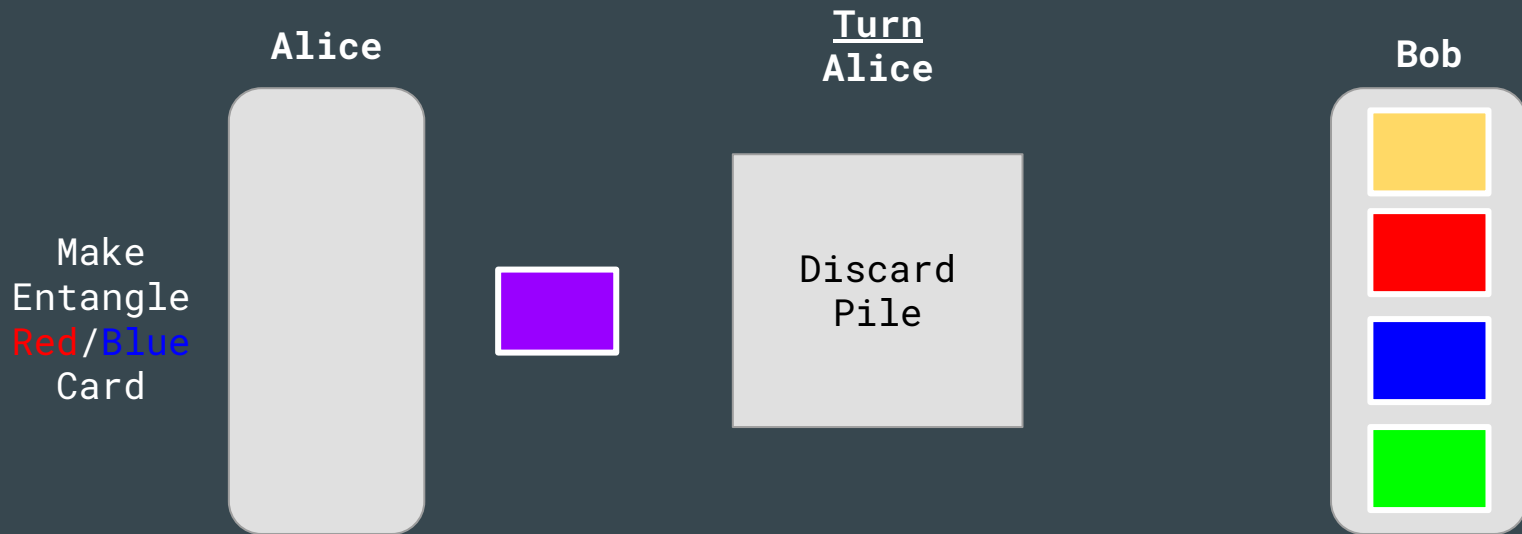 Alice
Turn
Alice
Bob
Make
Entangle
Red/Blue
Card
Discard
Pile